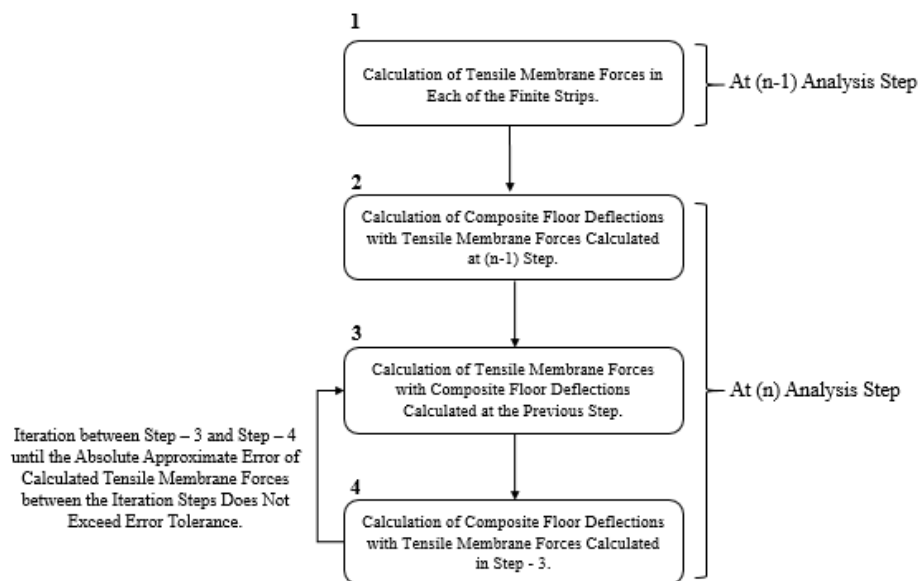 1
Calculation of Tensile Membrane Forces in
Each of the Finite Strips.
At (n-1) Analysis Step
2
Calculation of Composite Floor Deflections
with Tensile Membrane Forces Calculated
at (n-1) Step.
3
Calculation of Tensile Membrane Forces
with Composite Floor Deflections
Calculated at the Previous Step.
At (n) Analysis Step
Iteration between Step – 3 and Step – 4
until the Absolute Approximate Error of
Calculated Tensile Membrane Forces
between the Iteration Steps Does Not
Exceed Error Tolerance.
4
Calculation of Composite Floor Deflections
with Tensile Membrane Forces Calculated
in Step - 3.